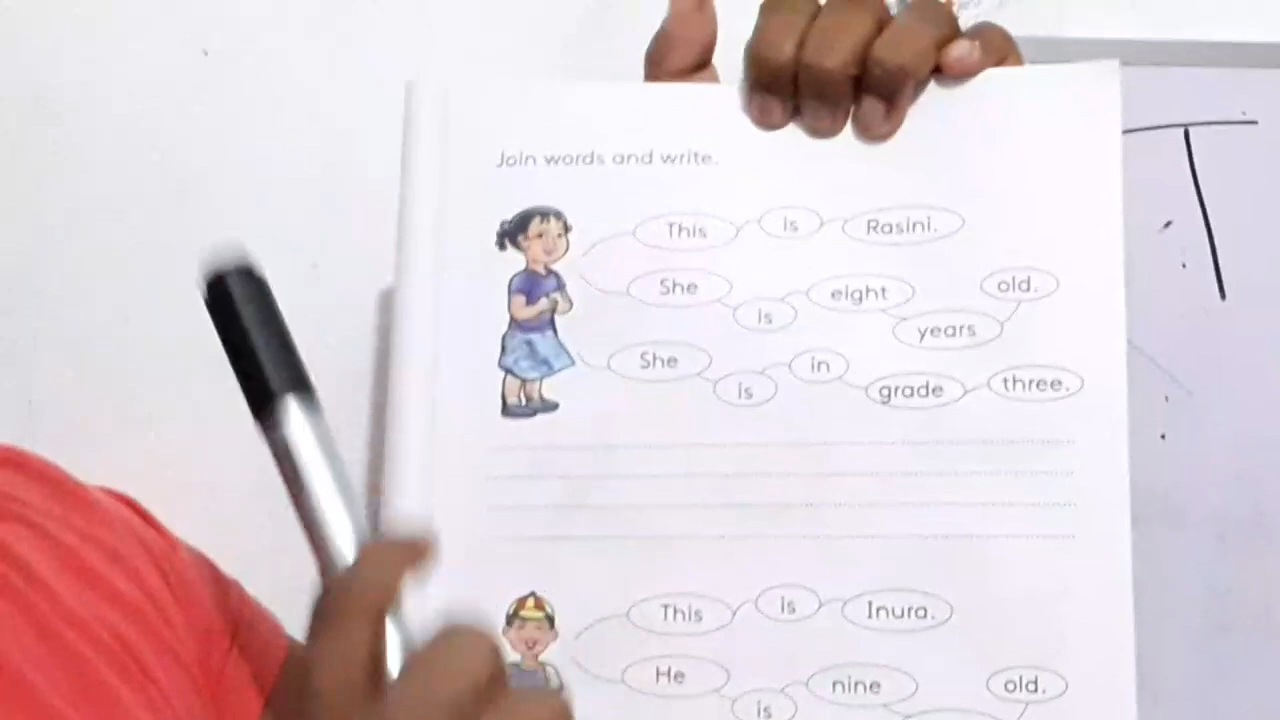 Join words and write.
This is Rasini.
She is eight years old.
She is in grade three.
This is Inura.
He is nine old.